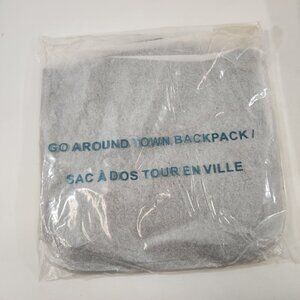 GO AROUND TOWN BACKPACK /
SAC À DOS TOUR EN VILLE